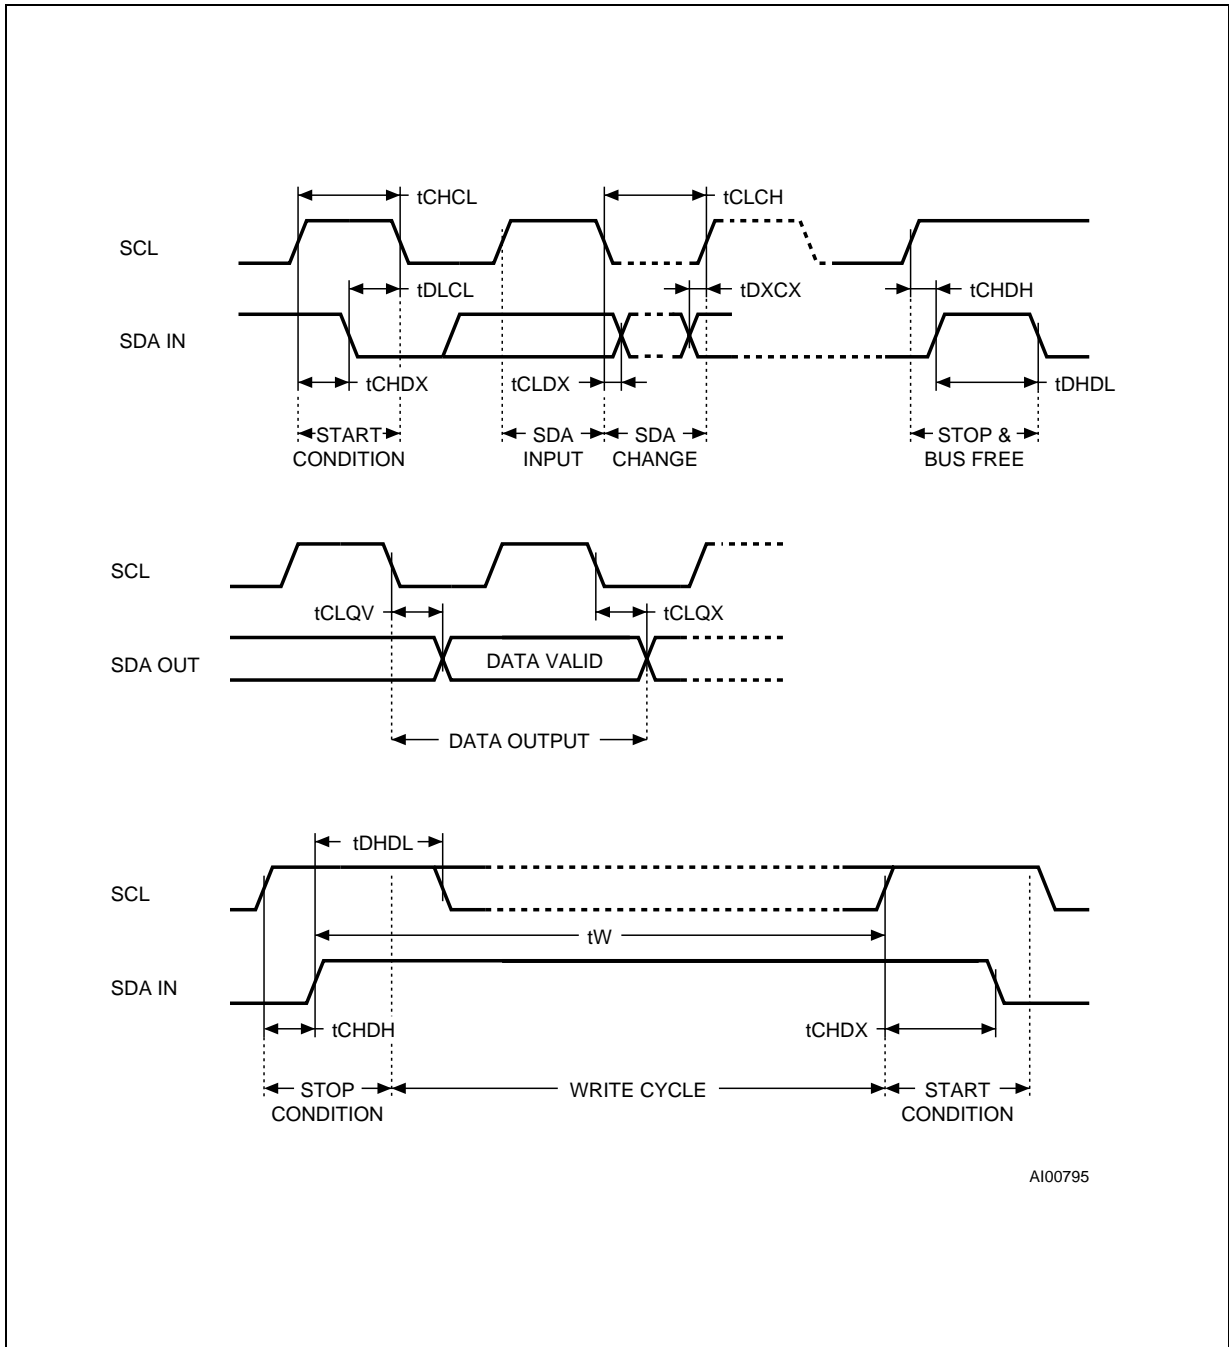 tCHCL
tCLCH
SCL
tDLCL
tDXCX
tCHDH
SDA IN
tCHDX
tCLDX
tDHDL
START
CONDITION
SDA
INPUT
SDA
CHANGE
STOP &
BUS FREE
SCL
tCLQV
tCLQX
SDA OUT
DATA VALID
DATA OUTPUT
tDHDL
SCL
tW
SDA IN
tCHDH
tCHDX
STOP
CONDITION
WRITE CYCLE
START
CONDITION
AI00795